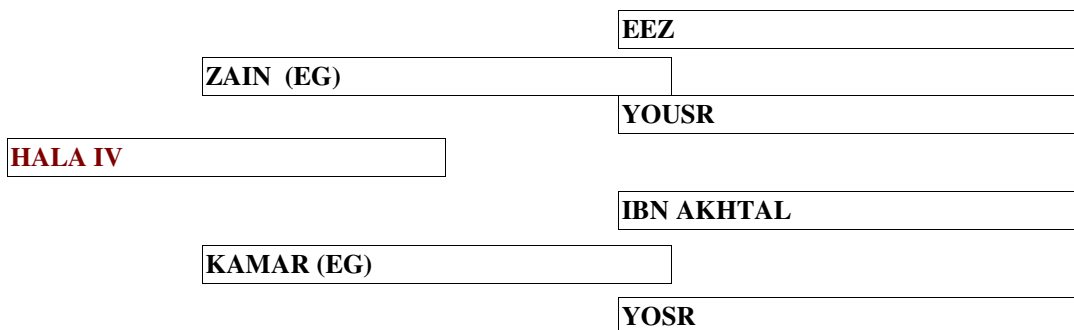 EEZ
ZAIN (EG)
YOUSR
HALA IV
IBN AKHTAL
KAMAR (EG)
YOSR